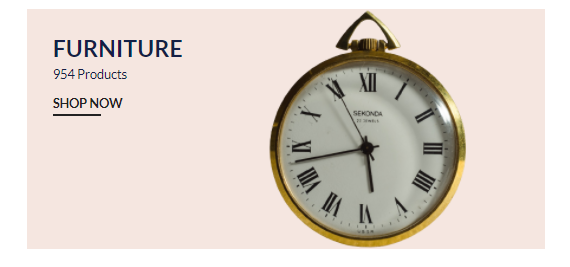 FURNITURE
954 Products
SHOP NOW
XII
I
II
III
IIII
V
VI
VII
VIII
IX
X
XI
SEKONDA